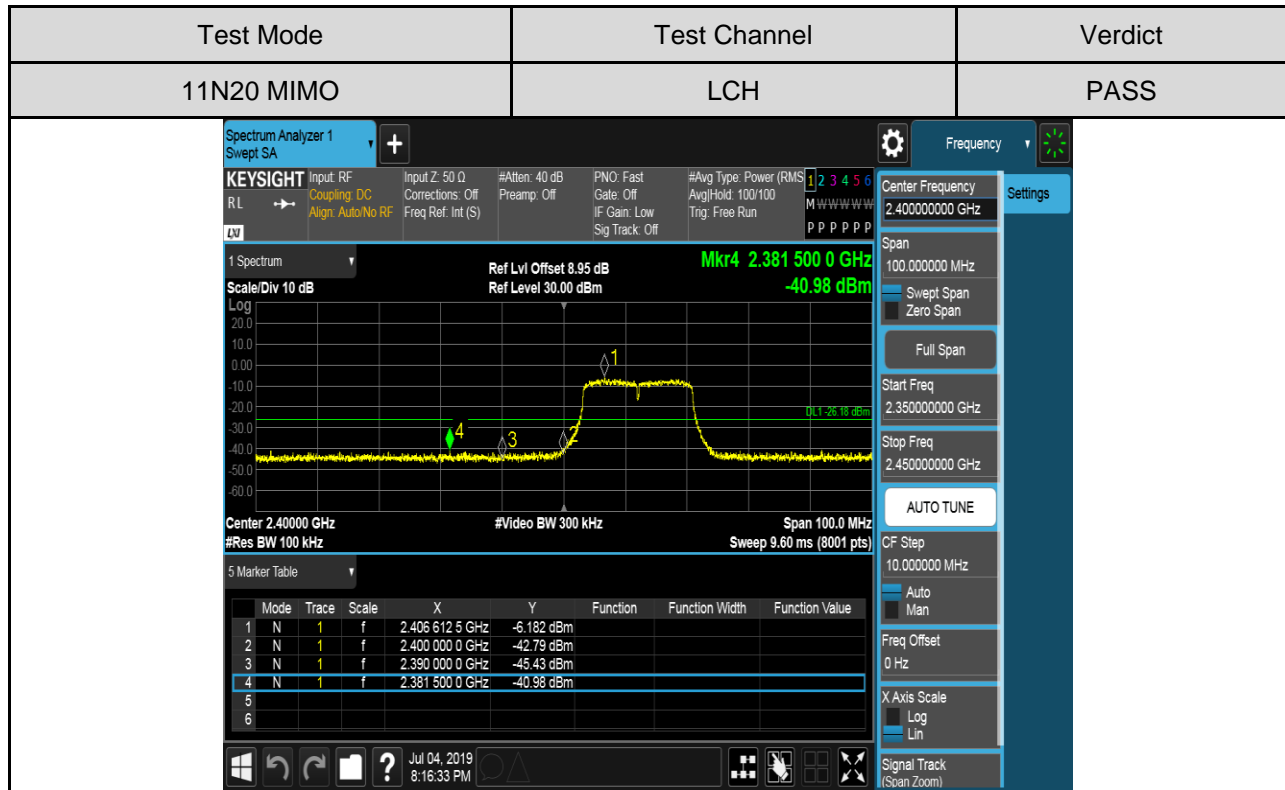 Test Mode Test Channel Verdict
11N20 MIMO LCH PASS
Spectrum Analyzer 1
Swept SA
+
Frequency
KEYSIGHT
RL
LXI
Input: RF
Coupling: DC
Align: Auto/No RF
Input Z: 50 Ω
Corrections: Off
Freq Ref: Int (S)
#Atten: 40 dB
Preamp: Off
PNO: Fast
Gate: Off
IF Gain: Low
Sig Track: Off
#Avg Type: Power (RMS
Avg|Hold: 100/100
Trig: Free Run
1 2 3 4 5 6
M W W W W W
P P P P P P
1 Spectrum
Scale/Div 10 dB
Ref Lvl Offset 8.95 dB
Ref Level 30.00 dBm
Mkr4 2.381 500 0 GHz
-40.98 dBm
Log
20.0
10.0
0.00
-10.0
-20.0
-30.0
-40.0
-50.0
-60.0
1
2
3
4
DL1 -26.18 dBm
Center 2.40000 GHz #Video BW 300 kHz Span 100.0 MHz
#Res BW 100 kHz Sweep 9.60 ms (8001 pts)
5 Marker Table
Mode Trace Scale X Y Function Function Width Function Value
1 N 1 f 2.406 612 5 GHz -6.182 dBm
2 N 1 f 2.400 000 0 GHz -42.79 dBm
3 N 1 f 2.390 000 0 GHz -45.43 dBm
4 N 1 f 2.381 500 0 GHz -40.98 dBm
5
6
?
Jul 04, 2019
8:16:33 PM
Center Frequency
2.400000000 GHz
Settings
Span
100.000000 MHz
Swept Span
Zero Span
Full Span
Start Freq
2.350000000 GHz
Stop Freq
2.450000000 GHz
AUTO TUNE
CF Step
10.000000 MHz
Auto
Man
Freq Offset
0 Hz
X Axis Scale
Log
Lin
Signal Track
(Span Zoom)